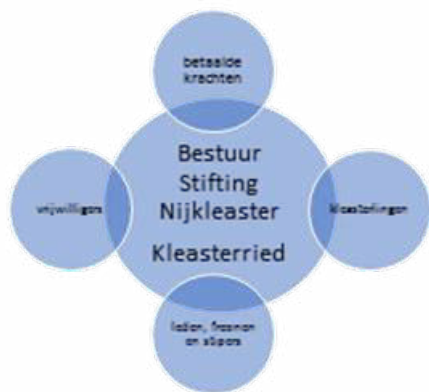 betaalde
krachten
Bestuur
Stifting
Nijkleaster
Kleasterried
vrijwilligers
kleasterlingen
leden, freonen
en stipers